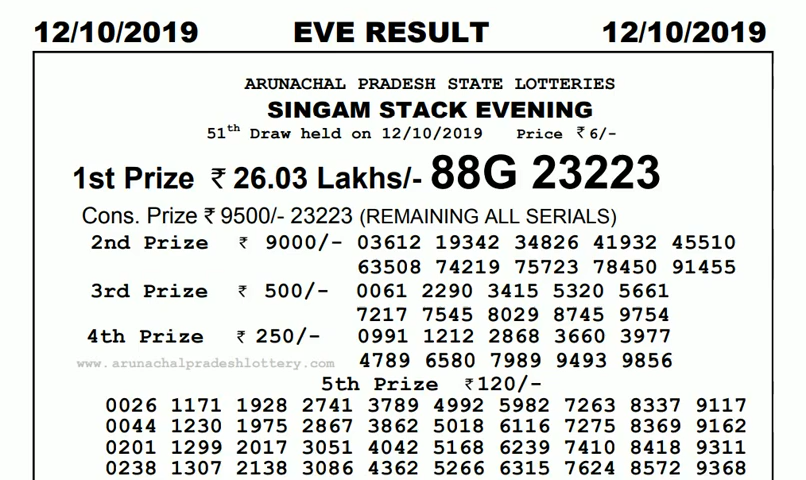 12/10/2019 EVE RESULT 12/10/2019
ARUNACHAL PRADESH STATE LOTTERIES
SINGAM STACK EVENING
51th Draw held on 12/10/2019 Price ₹ 6/-
1st Prize ₹ 26.03 Lakhs/- 88G 23223
Cons. Prize ₹ 9500/- 23223 (REMAINING ALL SERIALS)
2nd Prize ₹ 9000/- 03612 19342 34826 41932 45510
63508 74219 75723 78450 91455
3rd Prize ₹ 500/- 0061 2290 3415 5320 5661
7217 7545 8029 8745 9754
4th Prize ₹ 250/- 0991 1212 2868 3660 3977
www.arunachalpradeshlottery.com 4789 6580 7989 9493 9856
5th Prize ₹120/-
0026 1171 1928 2741 3789 4992 5982 7263 8337 9117
0044 1230 1975 2867 3862 5018 6116 7275 8369 9162
0201 1299 2017 3051 4042 5168 6239 7410 8418 9311
0238 1307 2138 3086 4362 5266 6315 7624 8572 9368